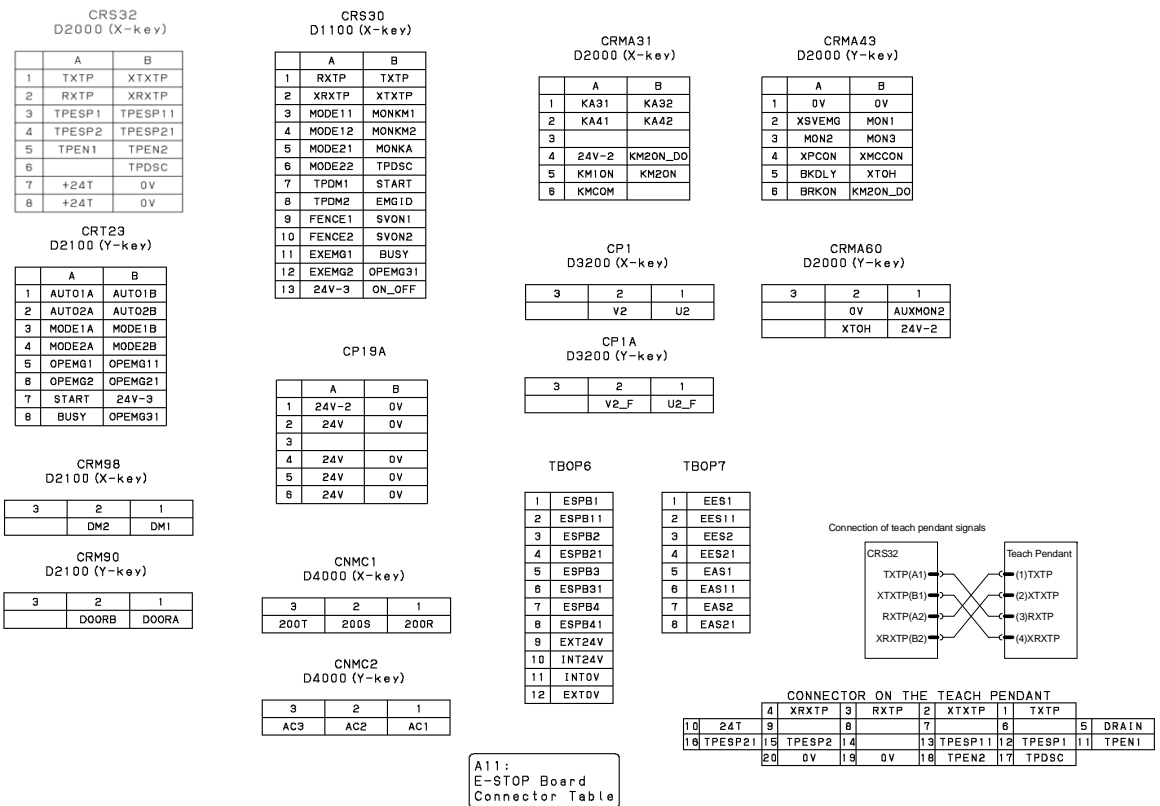 CRS32
D2000 (X-key)
A B
1 TXTP XTXTP
2 RXTP XRXTP
3 TPESP1 TPESP11
4 TPESP2 TPESP21
5 TPEN1 TPEN2
6 TPDSC
7 +24T 0V
8 +24T 0V
CRT23
D2100 (Y-key)
A B
1 AUTO1A AUTO1B
2 AUTO2A AUTO2B
3 MODE1A MODE1B
4 MODE2A MODE2B
5 OPEMG1 OPEMG11
6 OPEMG2 OPEMG21
7 START 24V-3
8 BUSY OPEMG31
CRM98
D2100 (X-key)
3 2 1
DM2 DM1
CRM90
D2100 (Y-key)
3 2 1
DOORB DOORA
CRS30
D1100 (X-key)
A B
1 RXTP TXTP
2 XRXTP XTXTP
3 MODE11 MONKM1
4 MODE12 MONKM2
5 MODE21 MONKA
6 MODE22 TPDSC
7 TPDM1 START
8 TPDM2 EMGID
9 FENCE1 SVON1
10 FENCE2 SVON2
11 EXEMG1 BUSY
12 EXEMG2 OPEMG31
13 24V-3 ON_OFF
CP19A
A B
1 24V-2 0V
2 24V 0V
3
4 24V 0V
5 24V 0V
6 24V 0V
CNMC1
D4000 (X-key)
3 2 1
200T 200S 200R
CNMC2
D4000 (Y-key)
3 2 1
AC3 AC2 AC1
CRMA31
D2000 (X-key)
A B
1 KA31 KA32
2 KA41 KA42
3
4 24V-2 KM2ON_DO
5 KM1ON KM2ON
6 KMCOM
CRMA43
D2000 (Y-key)
A B
1 0V 0V
2 XSVEMG MON1
3 MON2 MON3
4 XPCON XMCCON
5 BKDLY XTOH
6 BRKON KM2ON_DO
CP1
D3200 (X-key)
3 2 1
V2 U2
CRMA60
D2000 (Y-key)
3 2 1
0V AUXMON2
XTOH 24V-2
CP1A
D3200 (Y-key)
3 2 1
V2_F U2_F
TBOP6
1 ESPB1
2 ESPB11
3 ESPB2
4 ESPB21
5 ESPB3
6 ESPB31
7 ESPB4
8 ESPB41
9 EXT24V
10 INT24V
11 INT0V
12 EXT0V
TBOP7
1 EES1
2 EES11
3 EES2
4 EES21
5 EAS1
6 EAS11
7 EAS2
8 EAS21
Connection of teach pendant signals
CRS32 Teach Pendant
TXTP(A1) (1)TXTP
XTXTP(B1) (2)XTXTP
RXTP(A2) (3)RXTP
XRXTP(B2) (4)XRXTP
CONNECTOR ON THE TEACH PENDANT
4 XRXTP 3 RXTP 2 XTXTP 1 TXTP
10 24T 9 8 7 6 5 DRAIN
16 TPESP21 15 TPESP2 14 13 TPESP11 12 TPESP1 11 TPEN1
20 0V 19 0V 18 TPEN2 17 TPDSC
A11:
E-STOP Board
Connector Table